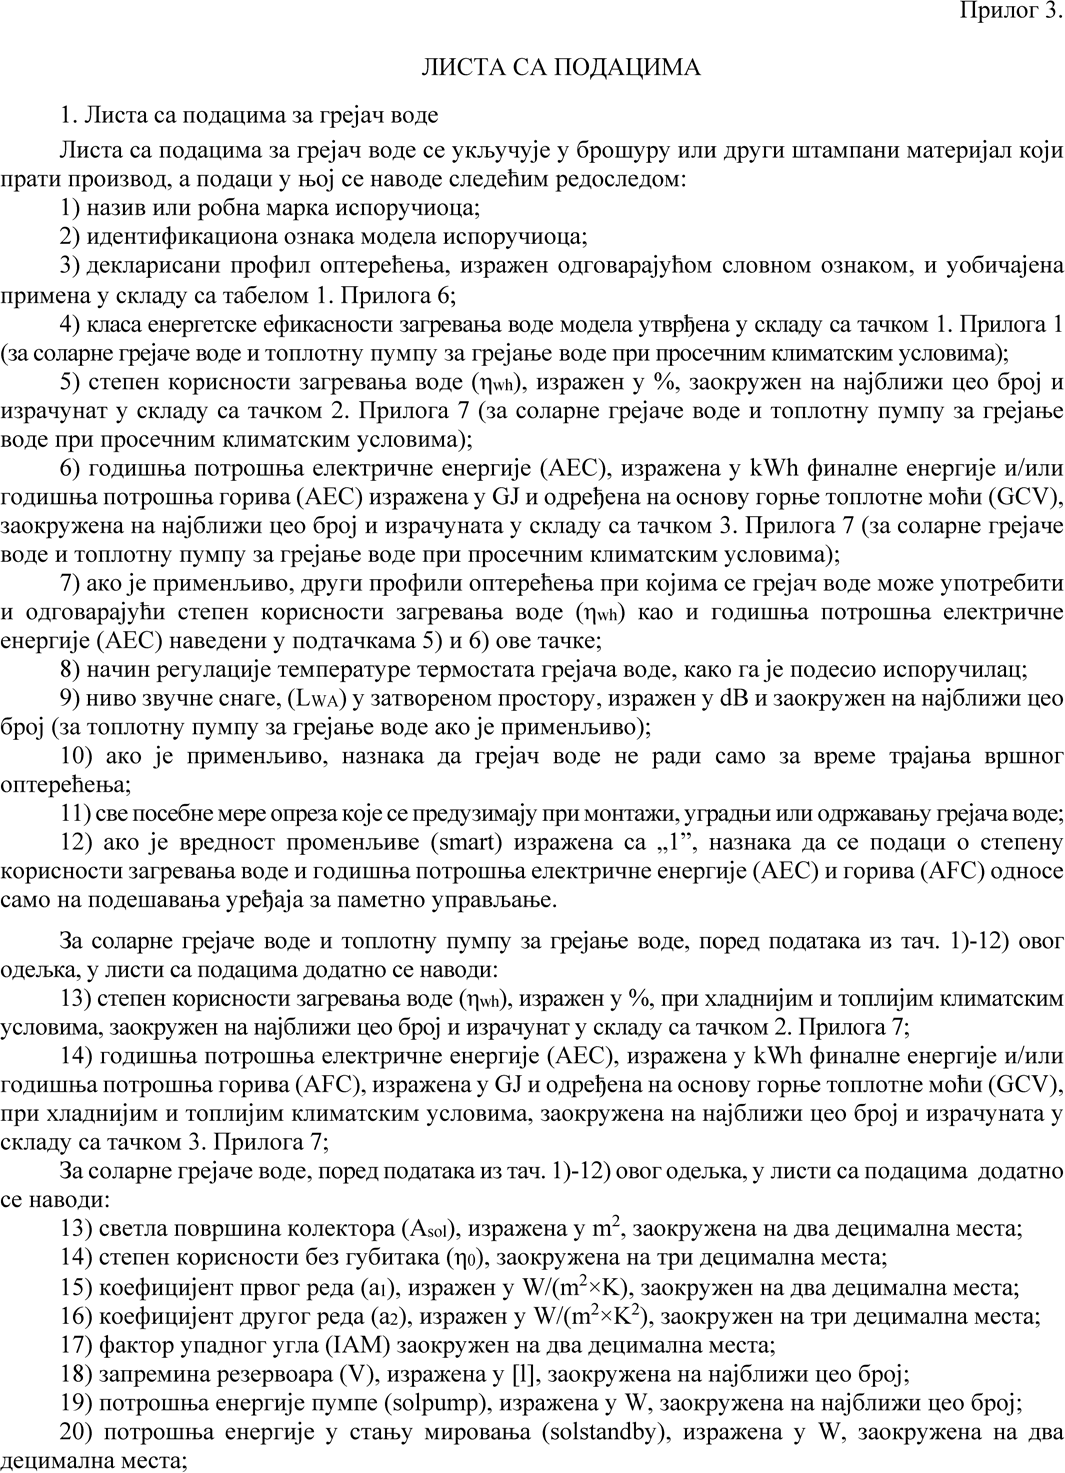 Прилог 3.
ЛИСТА СА ПОДАЦИМА
1. Листа са подацима за грејач воде
Листа са подацима за грејач воде се укључује у брошуру или други штампани материјал који
прати производ, а подаци у њој се наводе следећим редоследом:
1) назив или робна марка испоручиоца;
2) идентификациона ознака модела испоручиоца;
3) декларисани профил оптерећења, изражен одговарајућом словном ознаком, и уобичајена
примена у складу са табелом 1. Прилога 6;
4) класа енергетске ефикасности загревања воде модела утврђена у складу са тачком 1. Прилога 1
(за соларне грејаче воде и топлотну пумпу за грејање воде при просечним климатским условима);
5) степен корисности загревања воде (ηwh), изражен у %, заокружен на најближи цео број и
израчунат у складу са тачком 2. Прилога 7 (за соларне грејаче воде и топлотну пумпу за грејање
воде при просечним климатским условима);
6) годишња потрошња електричне енергије (AEC), изражена у kWh финалне енергије и/или
годишња потрошња горива (AEC) изражена у GJ и одређена на основу горње топлотне моћи (GCV),
заокружена на најближи цео број и израчуната у складу са тачком 3. Прилога 7 (за соларне грејаче
воде и топлотну пумпу за грејање воде при просечним климатским условима);
7) ако је применљиво, други профили оптерећења при којима се грејач воде може употребити
и одговарајући степен корисности загревања воде (ηwh) као и годишња потрошња електричне
енергије (AEC) наведени у подтачкама 5) и 6) ове тачке;
8) начин регулације температуре термостата грејача воде, како га је подесио испоручилац;
9) ниво звучне снаге, (LWA) у затвореном простору, изражен у dB и заокружен на најближи цео
број (за топлотну пумпу за грејање воде ако је применљиво);
10) ако је применљиво, назнака да грејач воде не ради само за време трајања вршног
оптерећења;
11) све посебне мере опреза које се предузимају при монтажи, уградњи или одржавању грејача воде;
12) ако је вредност променљиве (smart) изражена са „1”, назнака да се подаци о степену
корисности загревања воде и годишња потрошња електричне енергије (AEC) и горива (AFC) односе
само на подешавања уређаја за паметно управљање.
За соларне грејаче воде и топлотну пумпу за грејање воде, поред података из тач. 1)-12) овог
одељка, у листи са подацима додатно се наводи:
13) степен корисности загревања воде (ηwh), изражен у %, при хладнијим и топлијим климатским
условима, заокружен на најближи цео број и израчунат у складу са тачком 2. Прилога 7;
14) годишња потрошња електричне енергије (AEC), изражена у kWh финалне енергије и/или
годишња потрошња горива (AFC), изражена у GJ и одређена на основу горње топлотне моћи (GCV),
при хладнијим и топлијим климатским условима, заокружена на најближи цео број и израчуната у
складу са тачком 3. Прилога 7;
За соларне грејаче воде, поред података из тач. 1)-12) овог одељка, у листи са подацима додатно
се наводи:
13) светла површина колектора (Asol), изражена у m², заокружена на два децимална места;
14) степен корисности без губитака (η0), заокружена на три децимална места;
15) коефицијент првог реда (a1), изражен у W/(m²×K), заокружен на два децимална места;
16) коефицијент другог реда (a2), изражен у W/(m²×K²), заокружен на три децимална места;
17) фактор упадног угла (IAM) заокружен на два децимална места;
18) запремина резервоара (V), изражена у [l], заокружена на најближи цео број;
19) потрошња енергије пумпе (solpump), изражена у W, заокружена на најближи цео број;
20) потрошња енергије у стању мировања (solstandby), изражена у W, заокружена на два
децимална места;